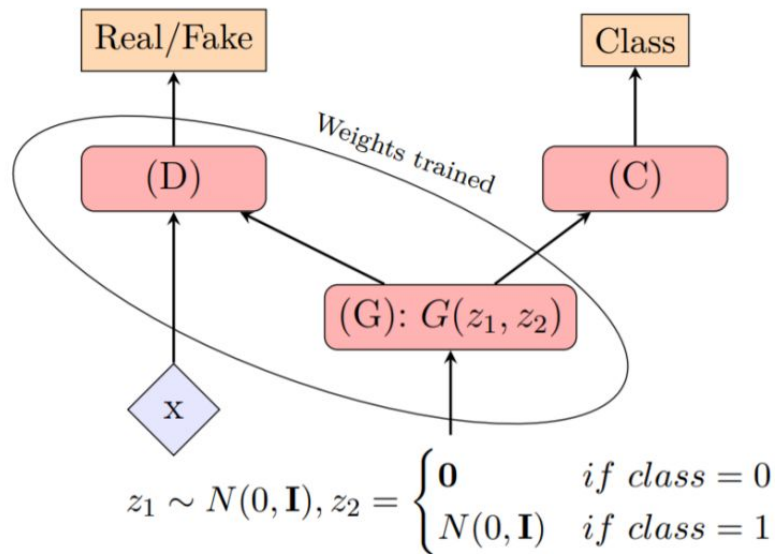 Real/Fake
Class
Weights trained
(D)
(C)
(G): G(z₁, z₂)
x
z₁ ∼ N(0, I), z₂ = { 0 if class = 0
N(0, I) if class = 1